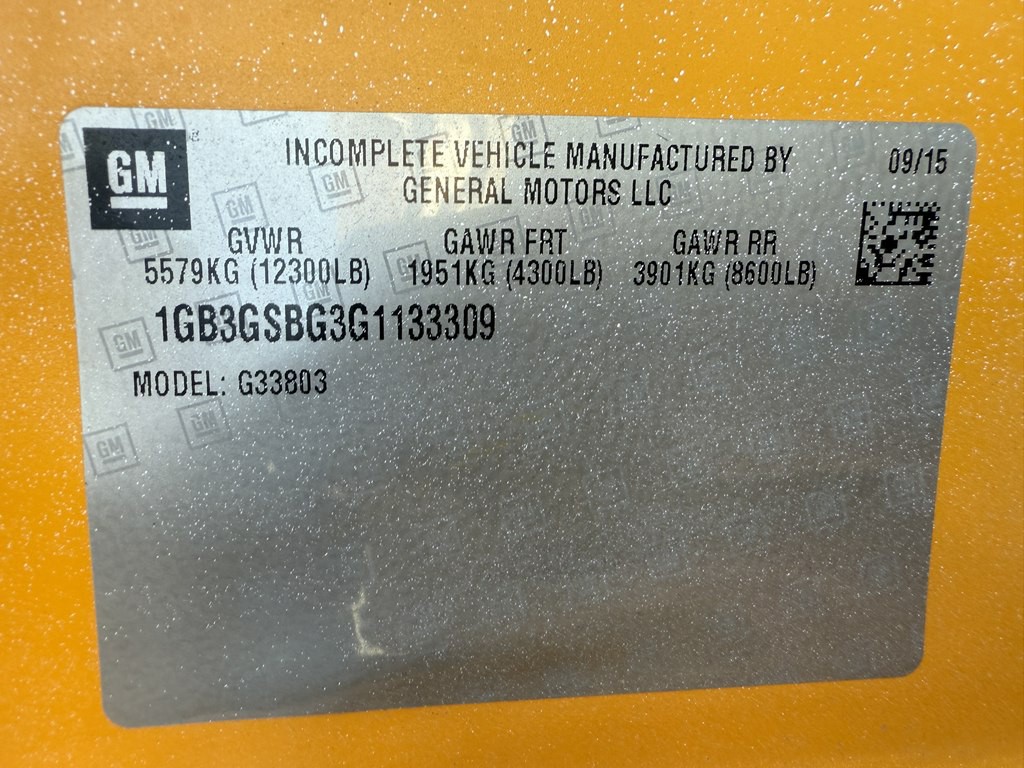 GM
INCOMPLETE VEHICLE MANUFACTURED BY
GENERAL MOTORS LLC
09/15
GVWR GAWR FRT GAWR RR
5579KG (12300LB) 1951KG (4300LB) 3901KG (8600LB)
1GB3GSBG3G1133309
MODEL: G33803